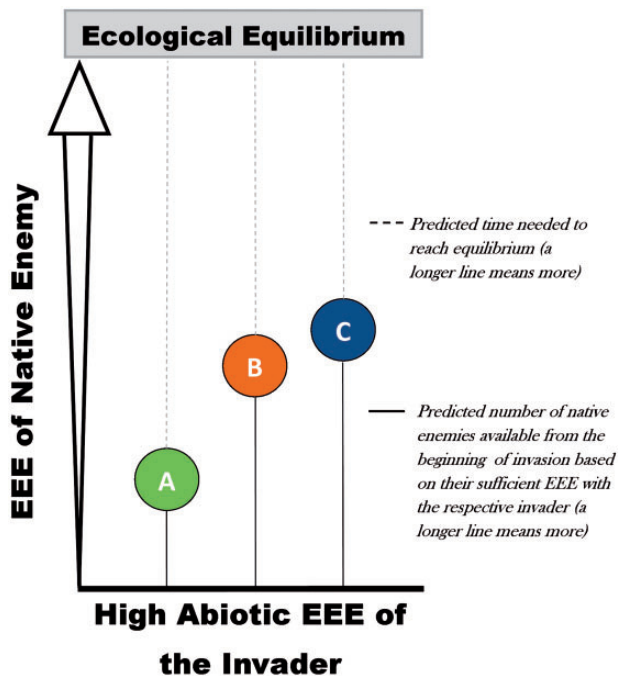 Ecological Equilibrium
EEE of Native Enemy
Predicted time needed to
reach equilibrium (a
longer line means more)
C
B
A
Predicted number of native
enemies available from the
beginning of invasion based
on their sufficient EEE with
the respective invader (a
longer line means more)
High Abiotic EEE of
the Invader